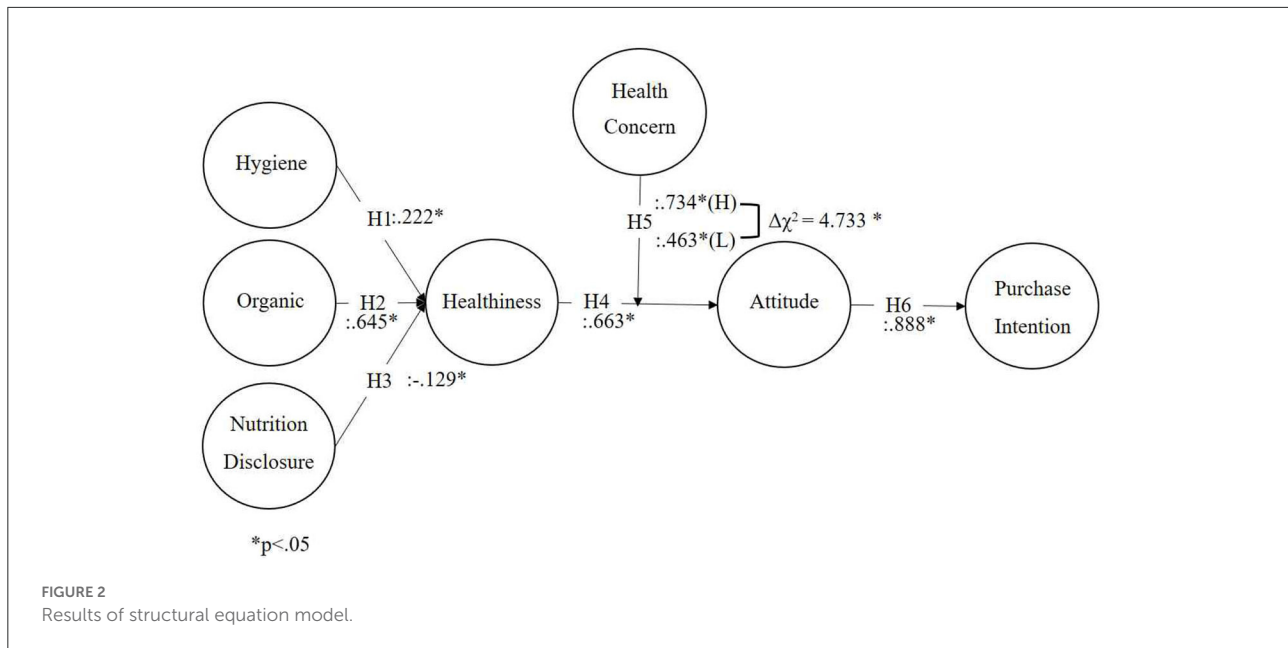 Health
Concern
Hygiene
:.734*(H)
H1:.222*
H5
Δχ² = 4.733 *
:.463*(L)
Organic
H2
:.645*
Healthiness
H4
:.663*
Attitude
H6
:.888*
Purchase
Intention
H3 :-.129*
Nutrition
Disclosure
*p<.05
FIGURE 2
Results of structural equation model.